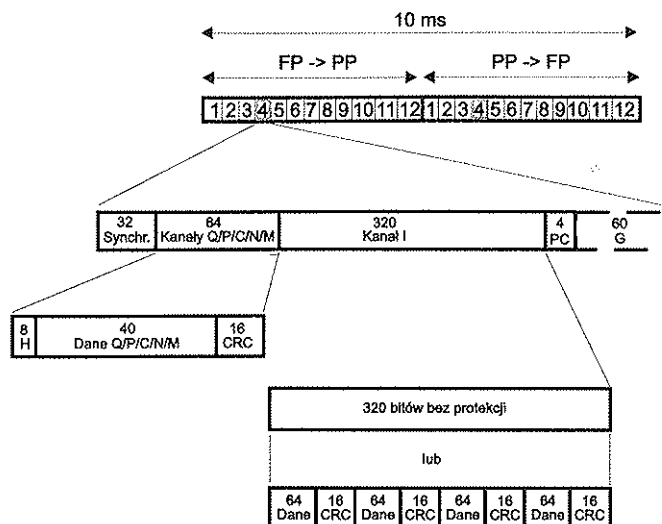 10 ms
FP -> PP PP -> FP
1 2 3 4 5 6 7 8 9 10 11 12 1 2 3 4 5 6 7 8 9 10 11 12
32 64 320 4 60
Synchr. Kanały Q/P/C/N/M Kanał I PC G
8 40 16
H Dane Q/P/C/N/M CRC
320 bitów bez protekcji
lub
64 16 64 16 64 16 64 16
Dane CRC Dane CRC Dane CRC Dane CRC